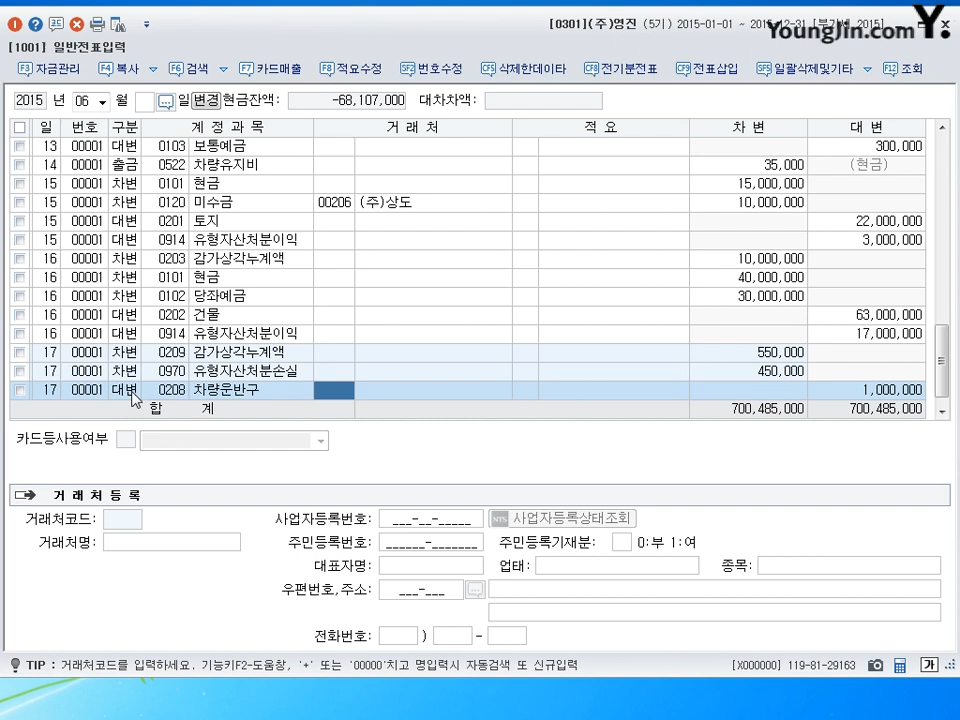 [0301](주)영진 (5기) 2015-01-01 ~ 2015-12-31 [부가세 2015]
YoungJin.com Y.
[1001] 일반전표입력
F3 자금관리 F4 복사 F6 검색 F7 카드매출 F8 적요수정 SF2 번호수정 CF5 삭제한데이타 CF8 전기분전표 CF9 전표삽입 SF5 일괄삭제및기타 F12 조회
2015 년 06 월 일 변경 현금잔액: -68,107,000 대차차액:
일 번호 구분 계 정 과 목 거 래 처 적 요 차 변 대 변
13 00001 대변 0103 보통예금 300,000
14 00001 출금 0522 차량유지비 35,000 (현금)
15 00001 차변 0101 현금 15,000,000
15 00001 차변 0120 미수금 00206 (주)상도 10,000,000
15 00001 대변 0201 토지 22,000,000
15 00001 대변 0914 유형자산처분이익 3,000,000
16 00001 차변 0203 감가상각누계액 10,000,000
16 00001 차변 0101 현금 40,000,000
16 00001 차변 0102 당좌예금 30,000,000
16 00001 대변 0202 건물 63,000,000
16 00001 대변 0914 유형자산처분이익 17,000,000
17 00001 차변 0209 감가상각누계액 550,000
17 00001 차변 0970 유형자산처분손실 450,000
17 00001 대변 0208 차량운반구 1,000,000
합 계 700,485,000 700,485,000
카드등사용여부
거 래 처 등 록
거래처코드: 사업자등록번호: ___-__-_____ NTS 사업자등록상태조회
거래처명: 주민등록번호: ______-_______ 주민등록기재분: 0:부 1:여
대표자명: 업태: 종목:
우편번호,주소: ___-___
전화번호: ) -
TIP : 거래처코드를 입력하세요. 기능키F2-도움창, '+' 또는 '00000'치고 명입력시 자동검색 또 신규입력 [X000000] 119-81-29163 가